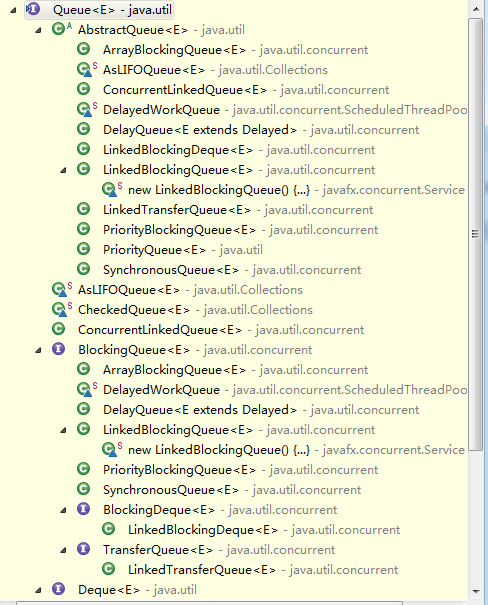 Queue<E> - java.util
AbstractQueue<E> - java.util
ArrayBlockingQueue<E> - java.util.concurrent
AsLIFOQueue<E> - java.util.Collections
ConcurrentLinkedQueue<E> - java.util.concurrent
DelayedWorkQueue - java.util.concurrent.ScheduledThreadPoo
DelayQueue<E extends Delayed> - java.util.concurrent
LinkedBlockingDeque<E> - java.util.concurrent
LinkedBlockingQueue<E> - java.util.concurrent
new LinkedBlockingQueue() {...} - javafx.concurrent.Service
LinkedTransferQueue<E> - java.util.concurrent
PriorityBlockingQueue<E> - java.util.concurrent
PriorityQueue<E> - java.util
SynchronousQueue<E> - java.util.concurrent
AsLIFOQueue<E> - java.util.Collections
CheckedQueue<E> - java.util.Collections
ConcurrentLinkedQueue<E> - java.util.concurrent
BlockingQueue<E> - java.util.concurrent
ArrayBlockingQueue<E> - java.util.concurrent
DelayedWorkQueue - java.util.concurrent.ScheduledThreadPoo
DelayQueue<E extends Delayed> - java.util.concurrent
LinkedBlockingQueue<E> - java.util.concurrent
new LinkedBlockingQueue() {...} - javafx.concurrent.Service
PriorityBlockingQueue<E> - java.util.concurrent
SynchronousQueue<E> - java.util.concurrent
BlockingDeque<E> - java.util.concurrent
LinkedBlockingDeque<E> - java.util.concurrent
TransferQueue<E> - java.util.concurrent
LinkedTransferQueue<E> - java.util.concurrent
Deque<E> - java.util